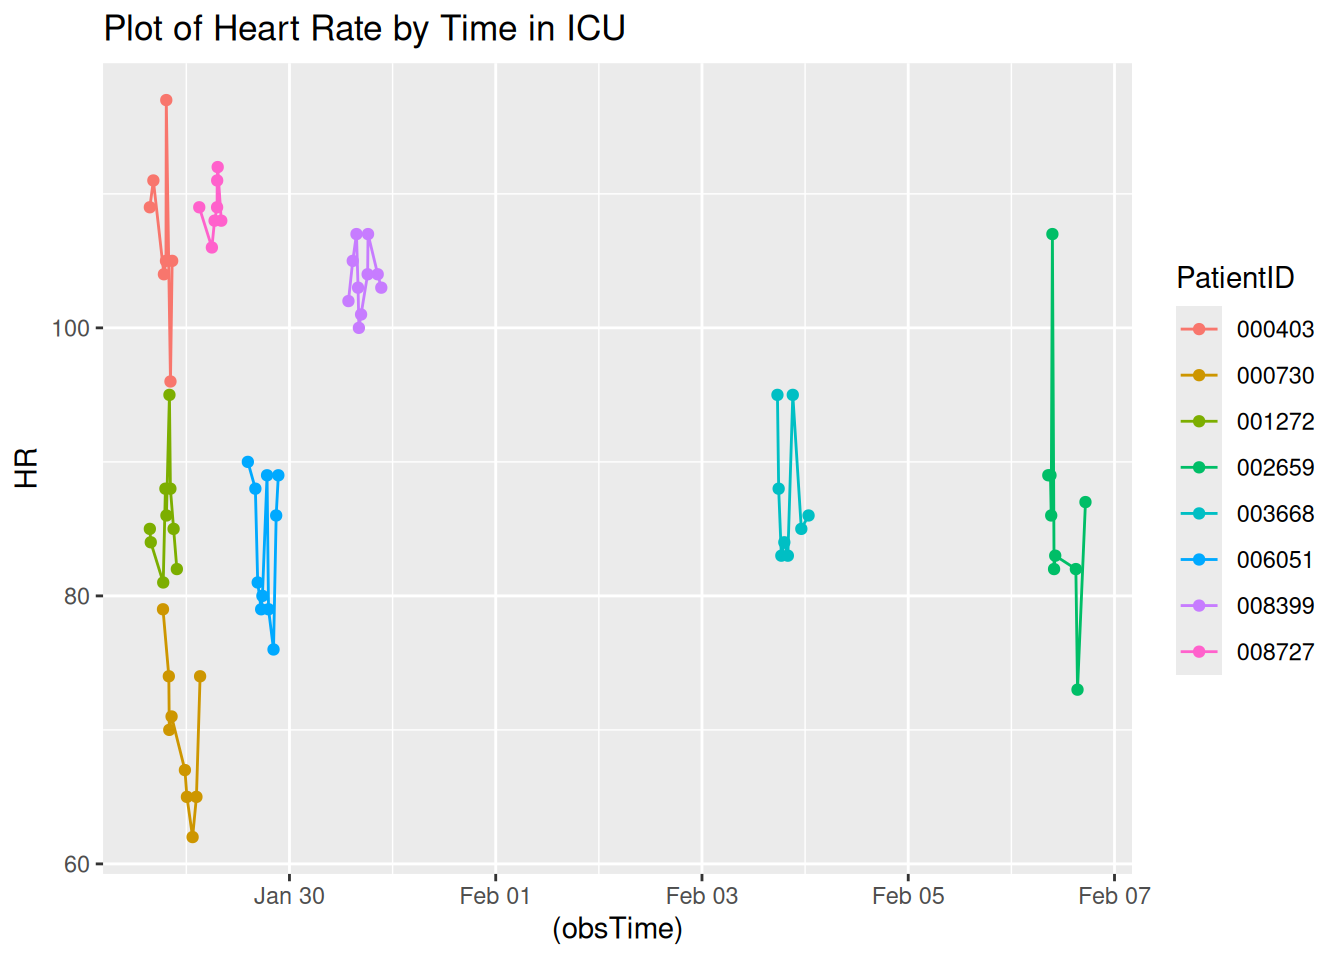 Plot of Heart Rate by Time in ICU
HR
100
80
60
Jan 30
Feb 01
Feb 03
Feb 05
Feb 07
(obsTime)
PatientID
000403
000730
001272
002659
003668
006051
008399
008727